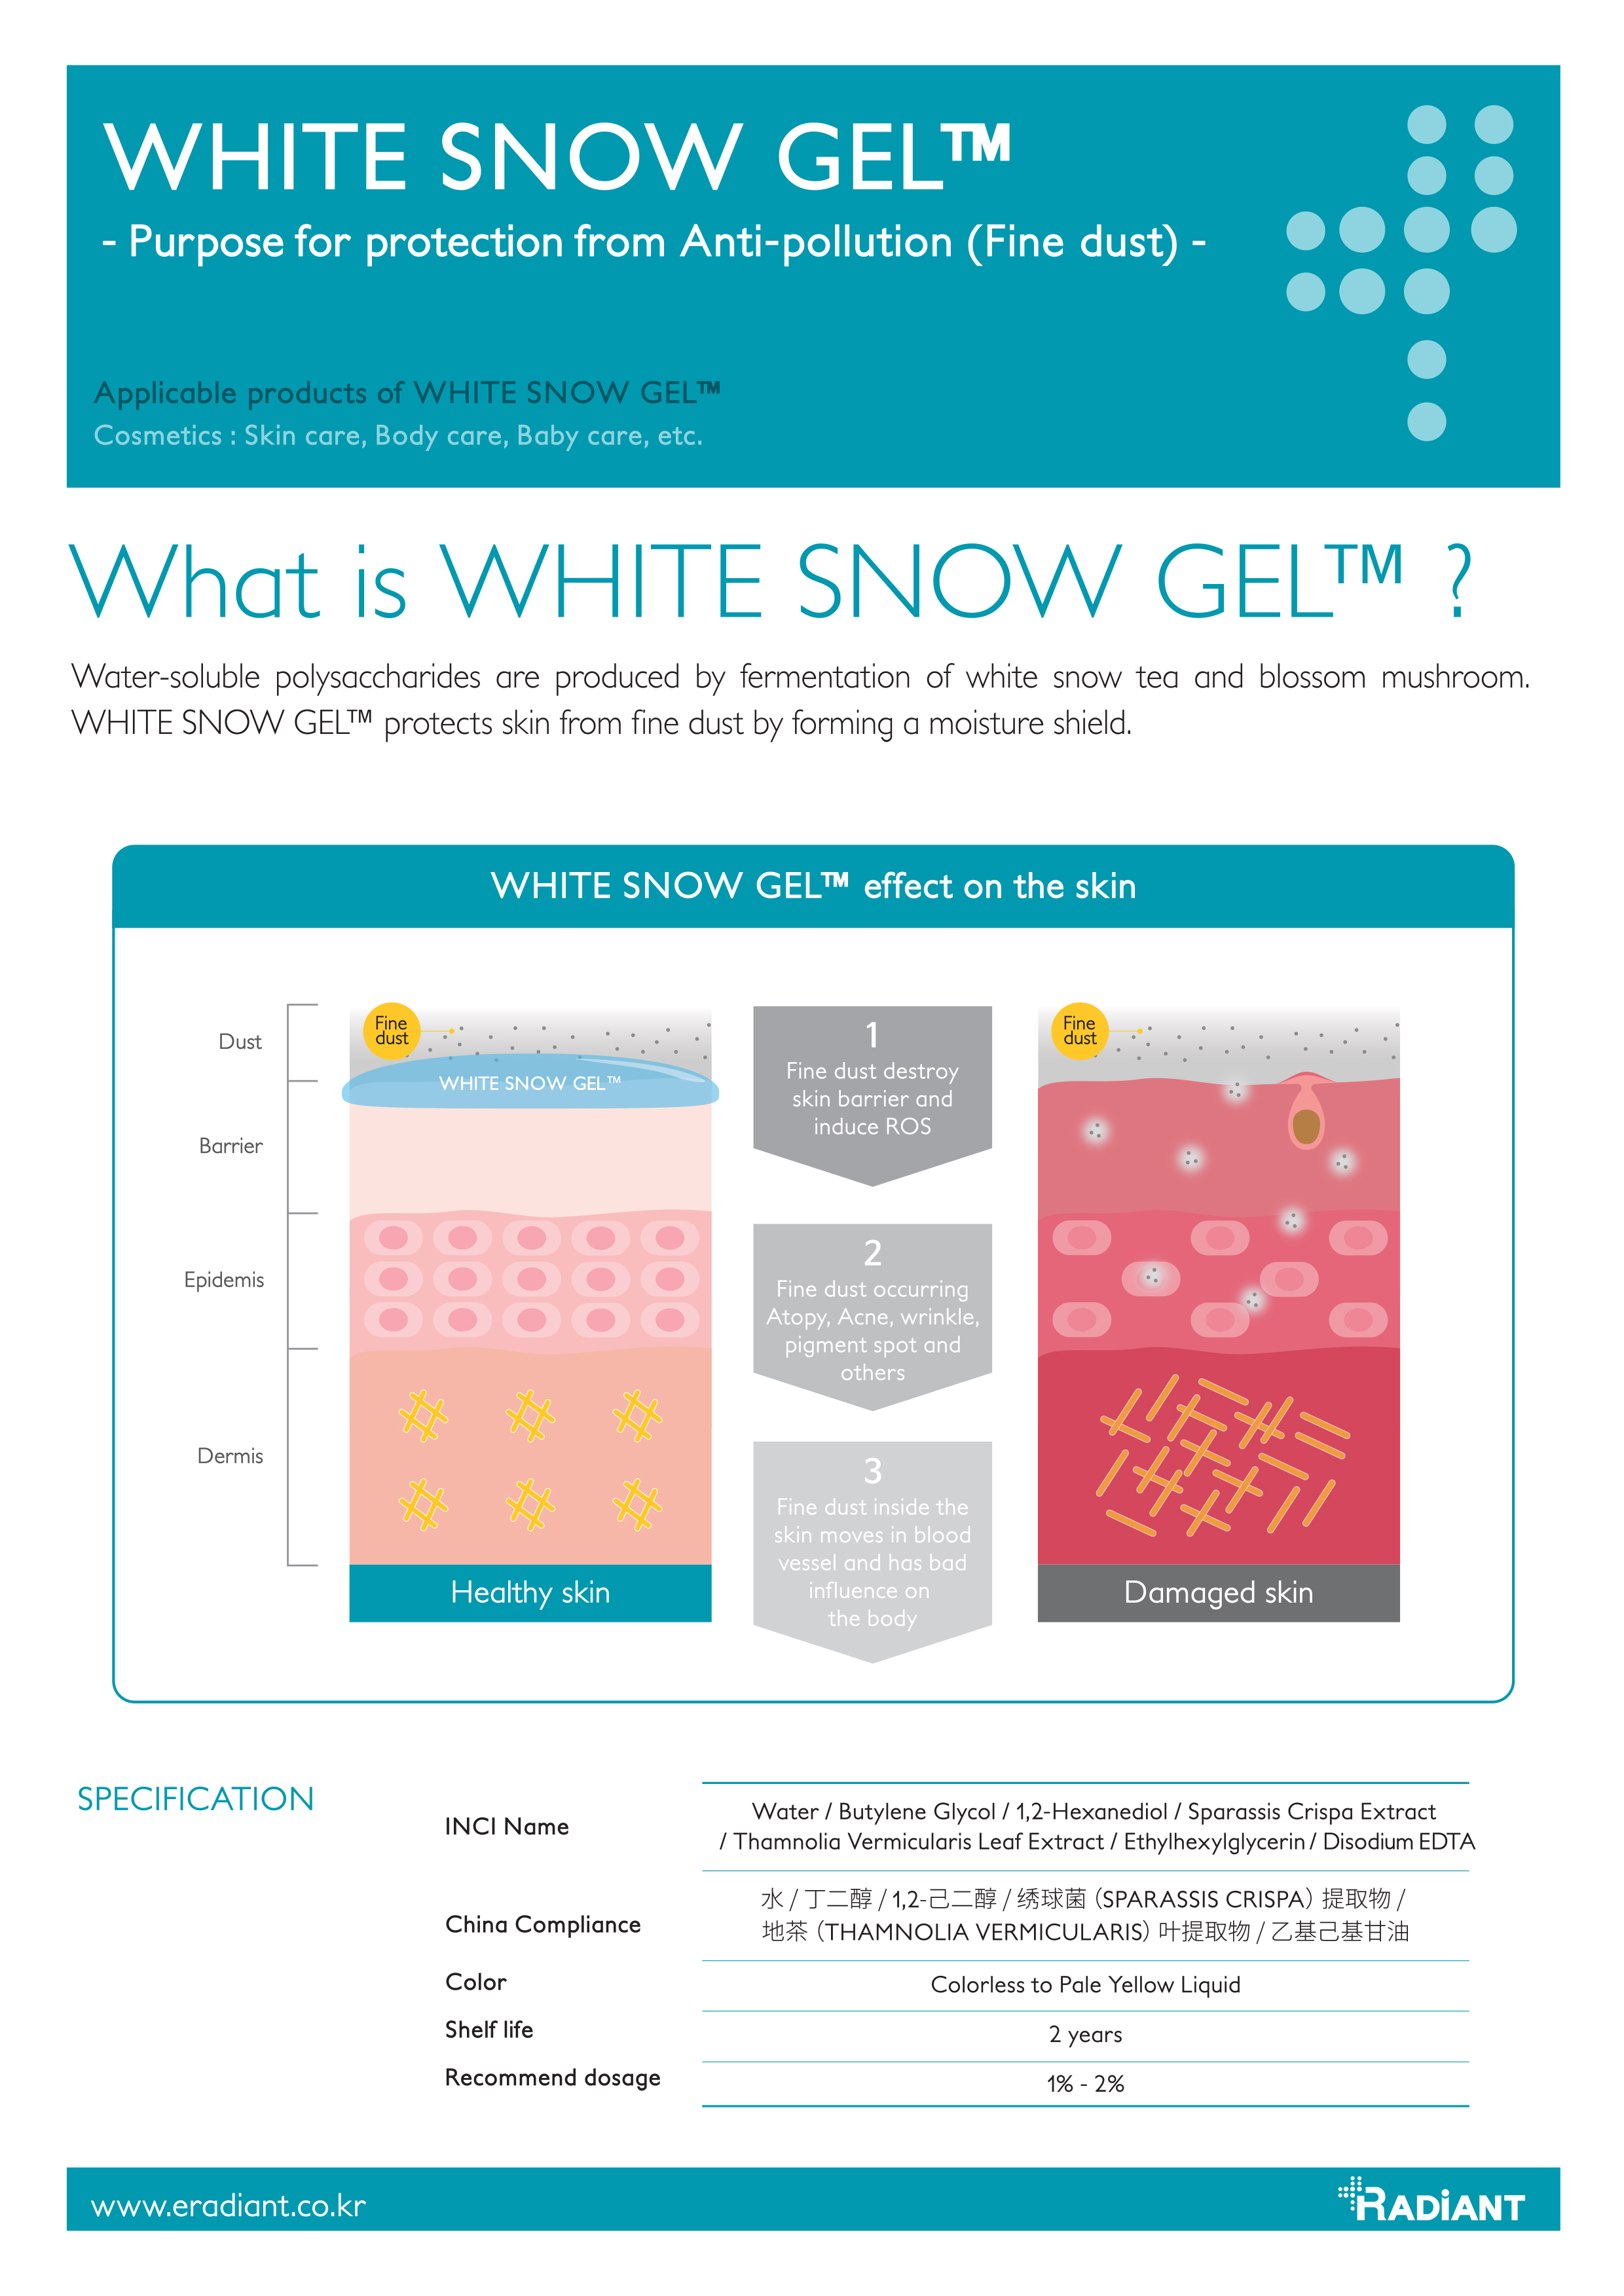 WHITE SNOW GEL™
- Purpose for protection from Anti-pollution (Fine dust) -
Applicable products of WHITE SNOW GEL™
Cosmetics : Skin care, Body care, Baby care, etc.
What is WHITE SNOW GEL™ ?
Water-soluble polysaccharides are produced by fermentation of white snow tea and blossom mushroom.
WHITE SNOW GEL™ protects skin from fine dust by forming a moisture shield.
WHITE SNOW GEL™ effect on the skin
Dust
Barrier
Epidemis
Dermis
Fine
dust
WHITE SNOW GEL™
Healthy skin
1
Fine dust destroy
skin barrier and
induce ROS
2
Fine dust occurring
Atopy, Acne, wrinkle,
pigment spot and
others
3
Fine dust inside the
skin moves in blood
vessel and has bad
influence on
the body
Fine
dust
Damaged skin
SPECIFICATION
INCI Name
Water / Butylene Glycol / 1,2-Hexanediol / Sparassis Crispa Extract
/ Thamnolia Vermicularis Leaf Extract / Ethylhexylglycerin / Disodium EDTA
China Compliance
水 / 丁二醇 / 1,2-己二醇 / 绣球菌（SPARASSIS CRISPA）提取物 /
地茶（THAMNOLIA VERMICULARIS）叶提取物 / 乙基己基甘油
Color
Colorless to Pale Yellow Liquid
Shelf life
2 years
Recommend dosage
1% - 2%
www.eradiant.co.kr
RADiANT